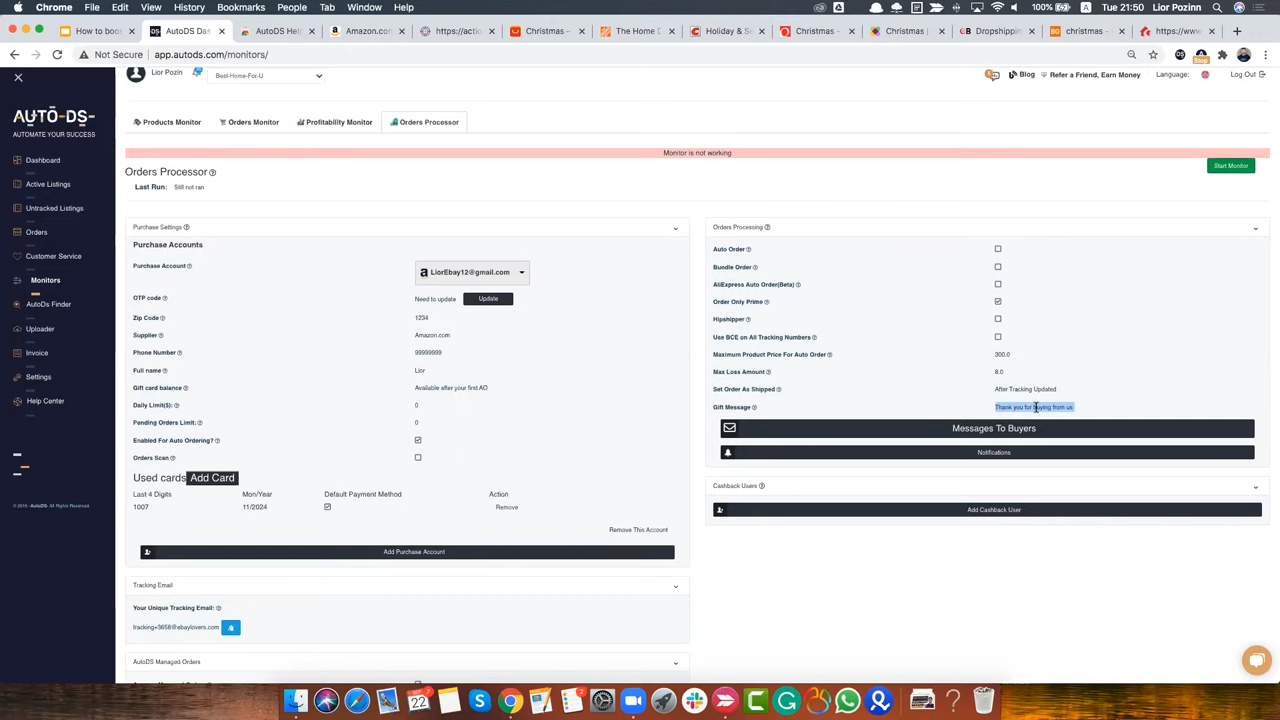 Chrome File Edit View History Bookmarks People Tab Window Help
100% A Tue 21:50 Lior Pozin
How to boos
AutoDS Das
AutoDS Hel
Amazon.com
https://actio
Christmas -
The Home D
Holiday & Se
Christmas -
Christmas |
Dropshippin
christmas -
https://www.
Not Secure | app.autods.com/monitors/
Stop
Lior Pozin
Best-Home-For-U
Blog
Refer a Friend, Earn Money
Language:
Log Out
AUTO-DS-
AUTOMATE YOUR SUCCESS
Dashboard
Active Listings
Untracked Listings
Orders
Customer Service
Monitors
AutoDs Finder
Uploader
Invoice
Settings
Help Center
© 2016 -AutoDS- All Rights Reserved.
Products Monitor
Orders Monitor
Profitability Monitor
Orders Processor
Monitor is not working
Orders Processor
Start Monitor
Last Run: Still not ran
Purchase Settings
Purchase Accounts
Purchase Account LiorEbay12@gmail.com
OTP code Need to update Update
Zip Code 1234
Supplier Amazon.com
Phone Number 99999999
Full name Lior
Gift card balance Available after your first AO
Daily Limit($): 0
Pending Orders Limit: 0
Enabled For Auto Ordering?
Orders Scan
Used cards Add Card
Last 4 Digits Mon/Year Default Payment Method Action
1007 11/2024 Remove
Remove This Account
Add Purchase Account
Tracking Email
Your Unique Tracking Email:
tracking+3658@ebaylovers.com
AutoDS Managed Orders
Orders Processing
Auto Order
Bundle Order
AliExpress Auto Order(Beta)
Order Only Prime
Hipshipper
Use BCE on All Tracking Numbers
Maximum Product Price For Auto Order 300.0
Max Loss Amount 8.0
Set Order As Shipped After Tracking Updated
Gift Message Thank you for buying from us
Messages To Buyers
Notifications
Cashback Users
Add Cashback User